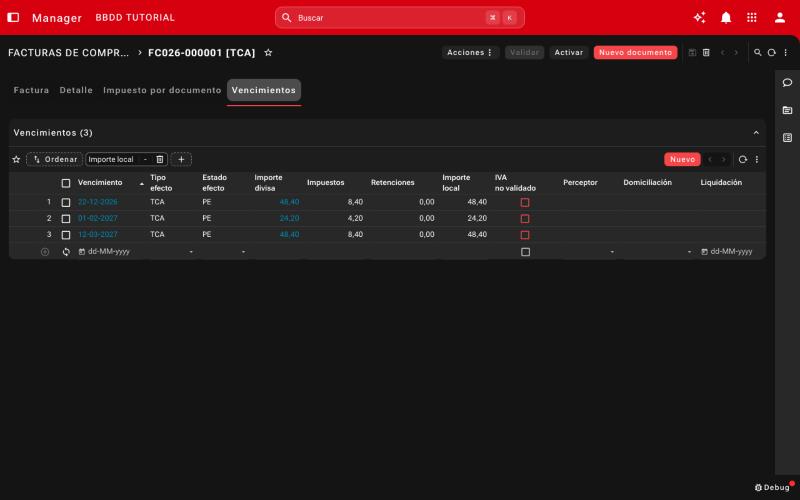 Manager BBDD TUTORIAL Buscar ⌘ K
FACTURAS DE COMPR... › FC026-000001 [TCA] Acciones Validar Activar Nuevo documento
Factura Detalle Impuesto por documento Vencimientos
Vencimientos (3)
Ordenar Importe local - + Nuevo
Vencimiento Tipo efecto Estado efecto Importe divisa Impuestos Retenciones Importe local IVA no validado Perceptor Domiciliación Liquidación
1 22-12-2026 TCA PE 48,40 8,40 0,00 48,40
2 01-02-2027 TCA PE 24,20 4,20 0,00 24,20
3 12-03-2027 TCA PE 48,40 8,40 0,00 48,40
dd-MM-yyyy dd-MM-yyyy
Debug